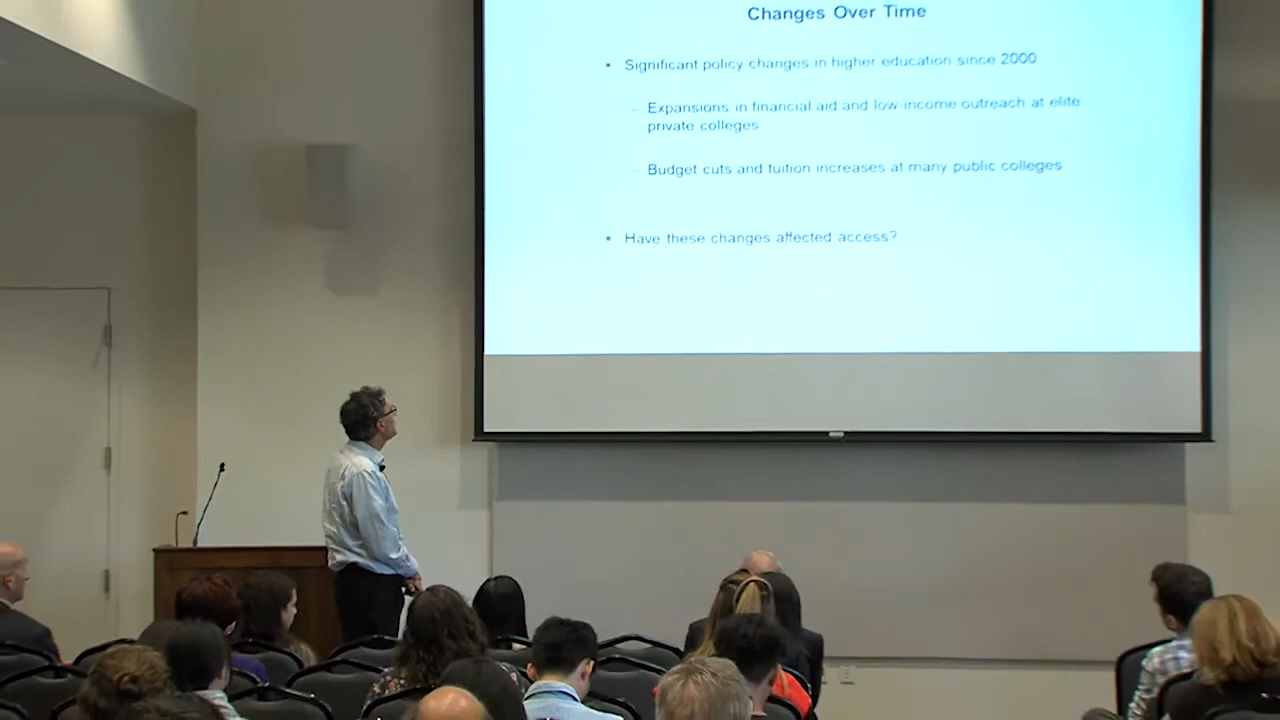 Changes Over Time
• Significant policy changes in higher education since 2000
– Expansions in financial aid and low-income outreach at elite
private colleges
– Budget cuts and tuition increases at many public colleges
• Have these changes affected access?